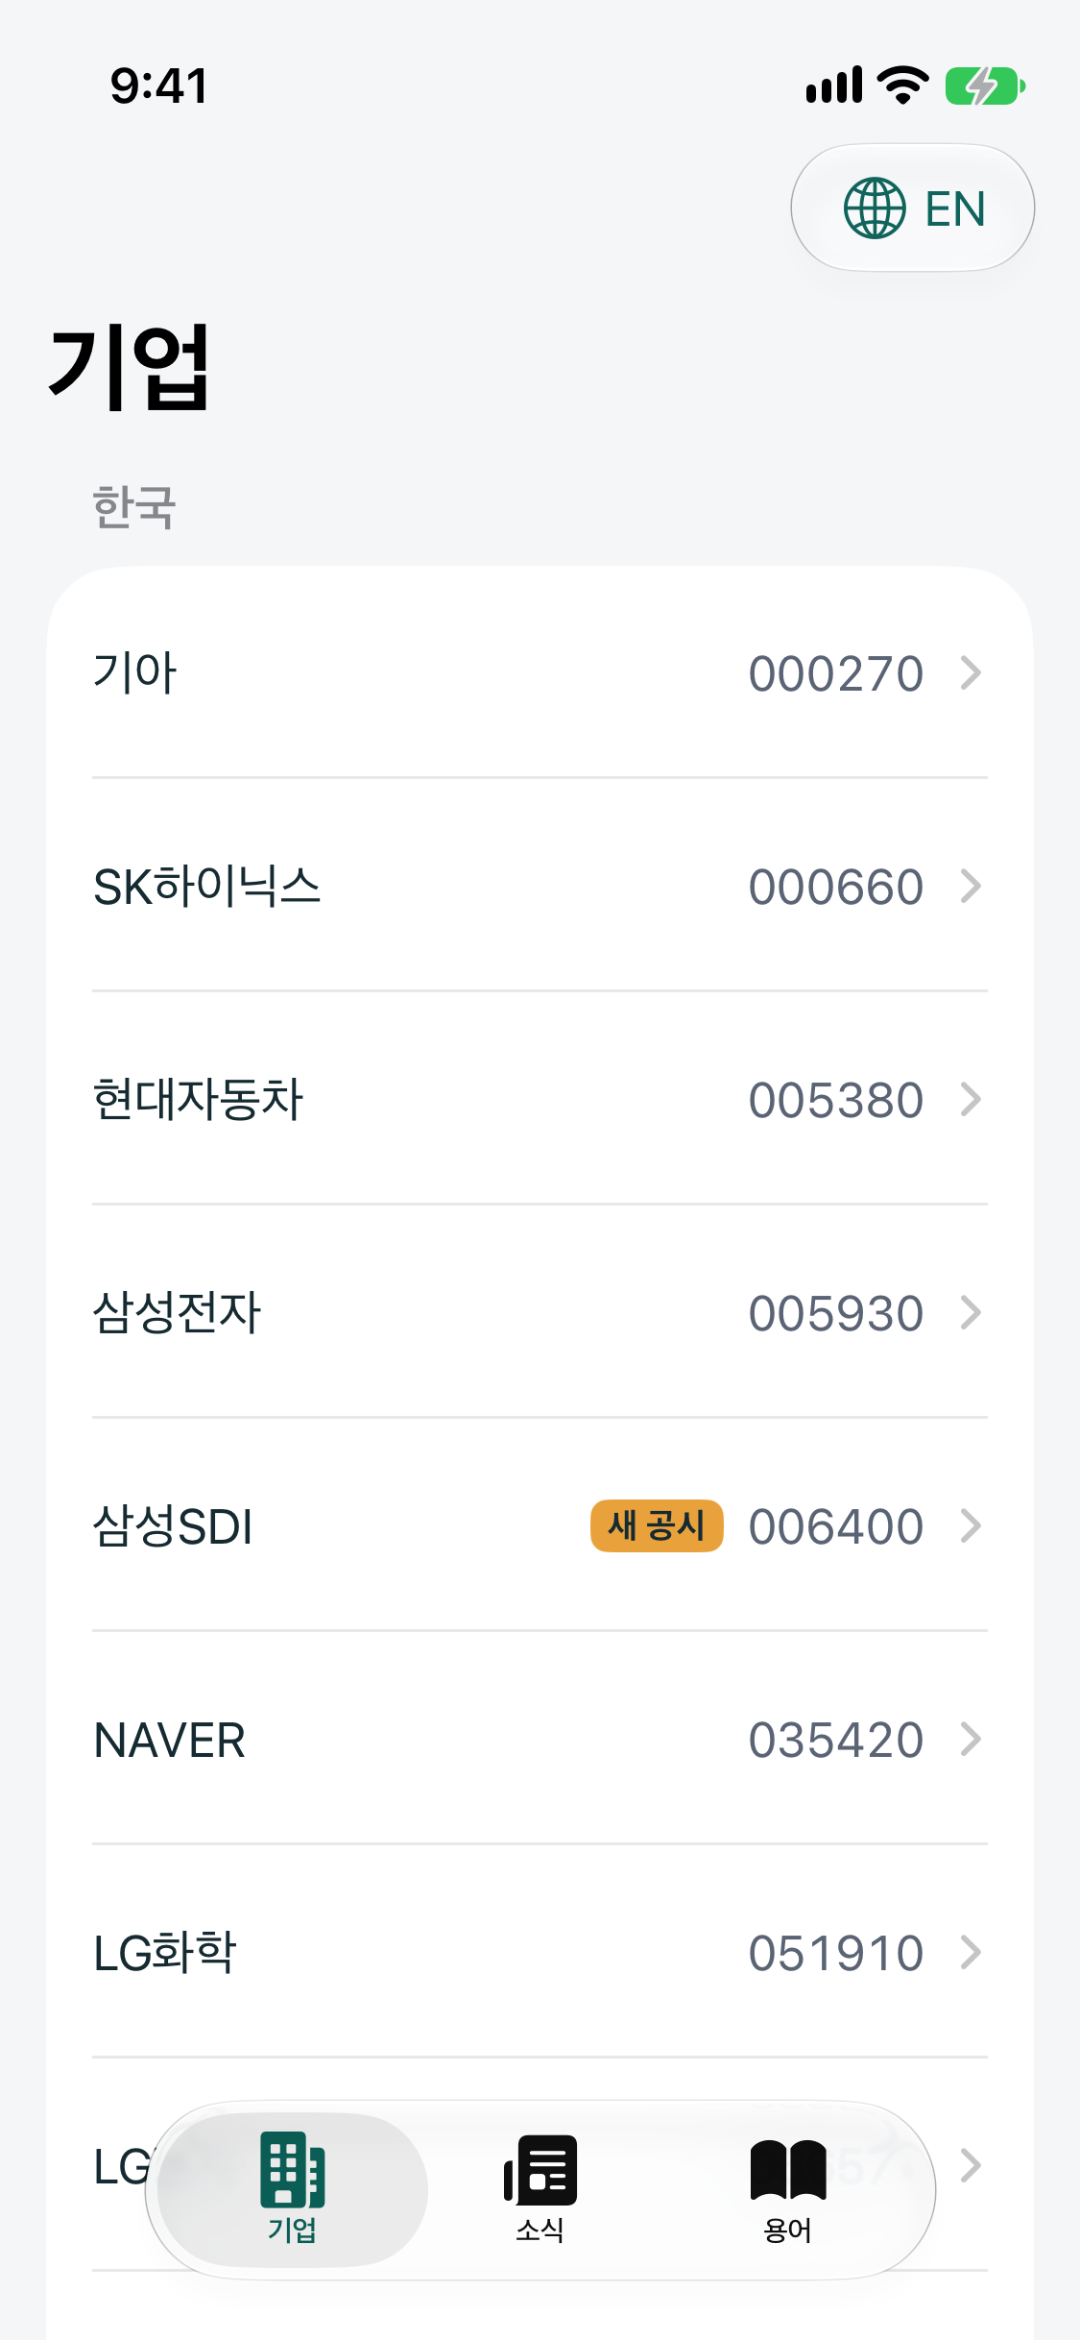 9:41
EN
기업
한국
기아 000270
SK하이닉스 000660
현대자동차 005380
삼성전자 005930
삼성SDI 새 공시 006400
NAVER 035420
LG화학 051910
LG
기업 소식 용어